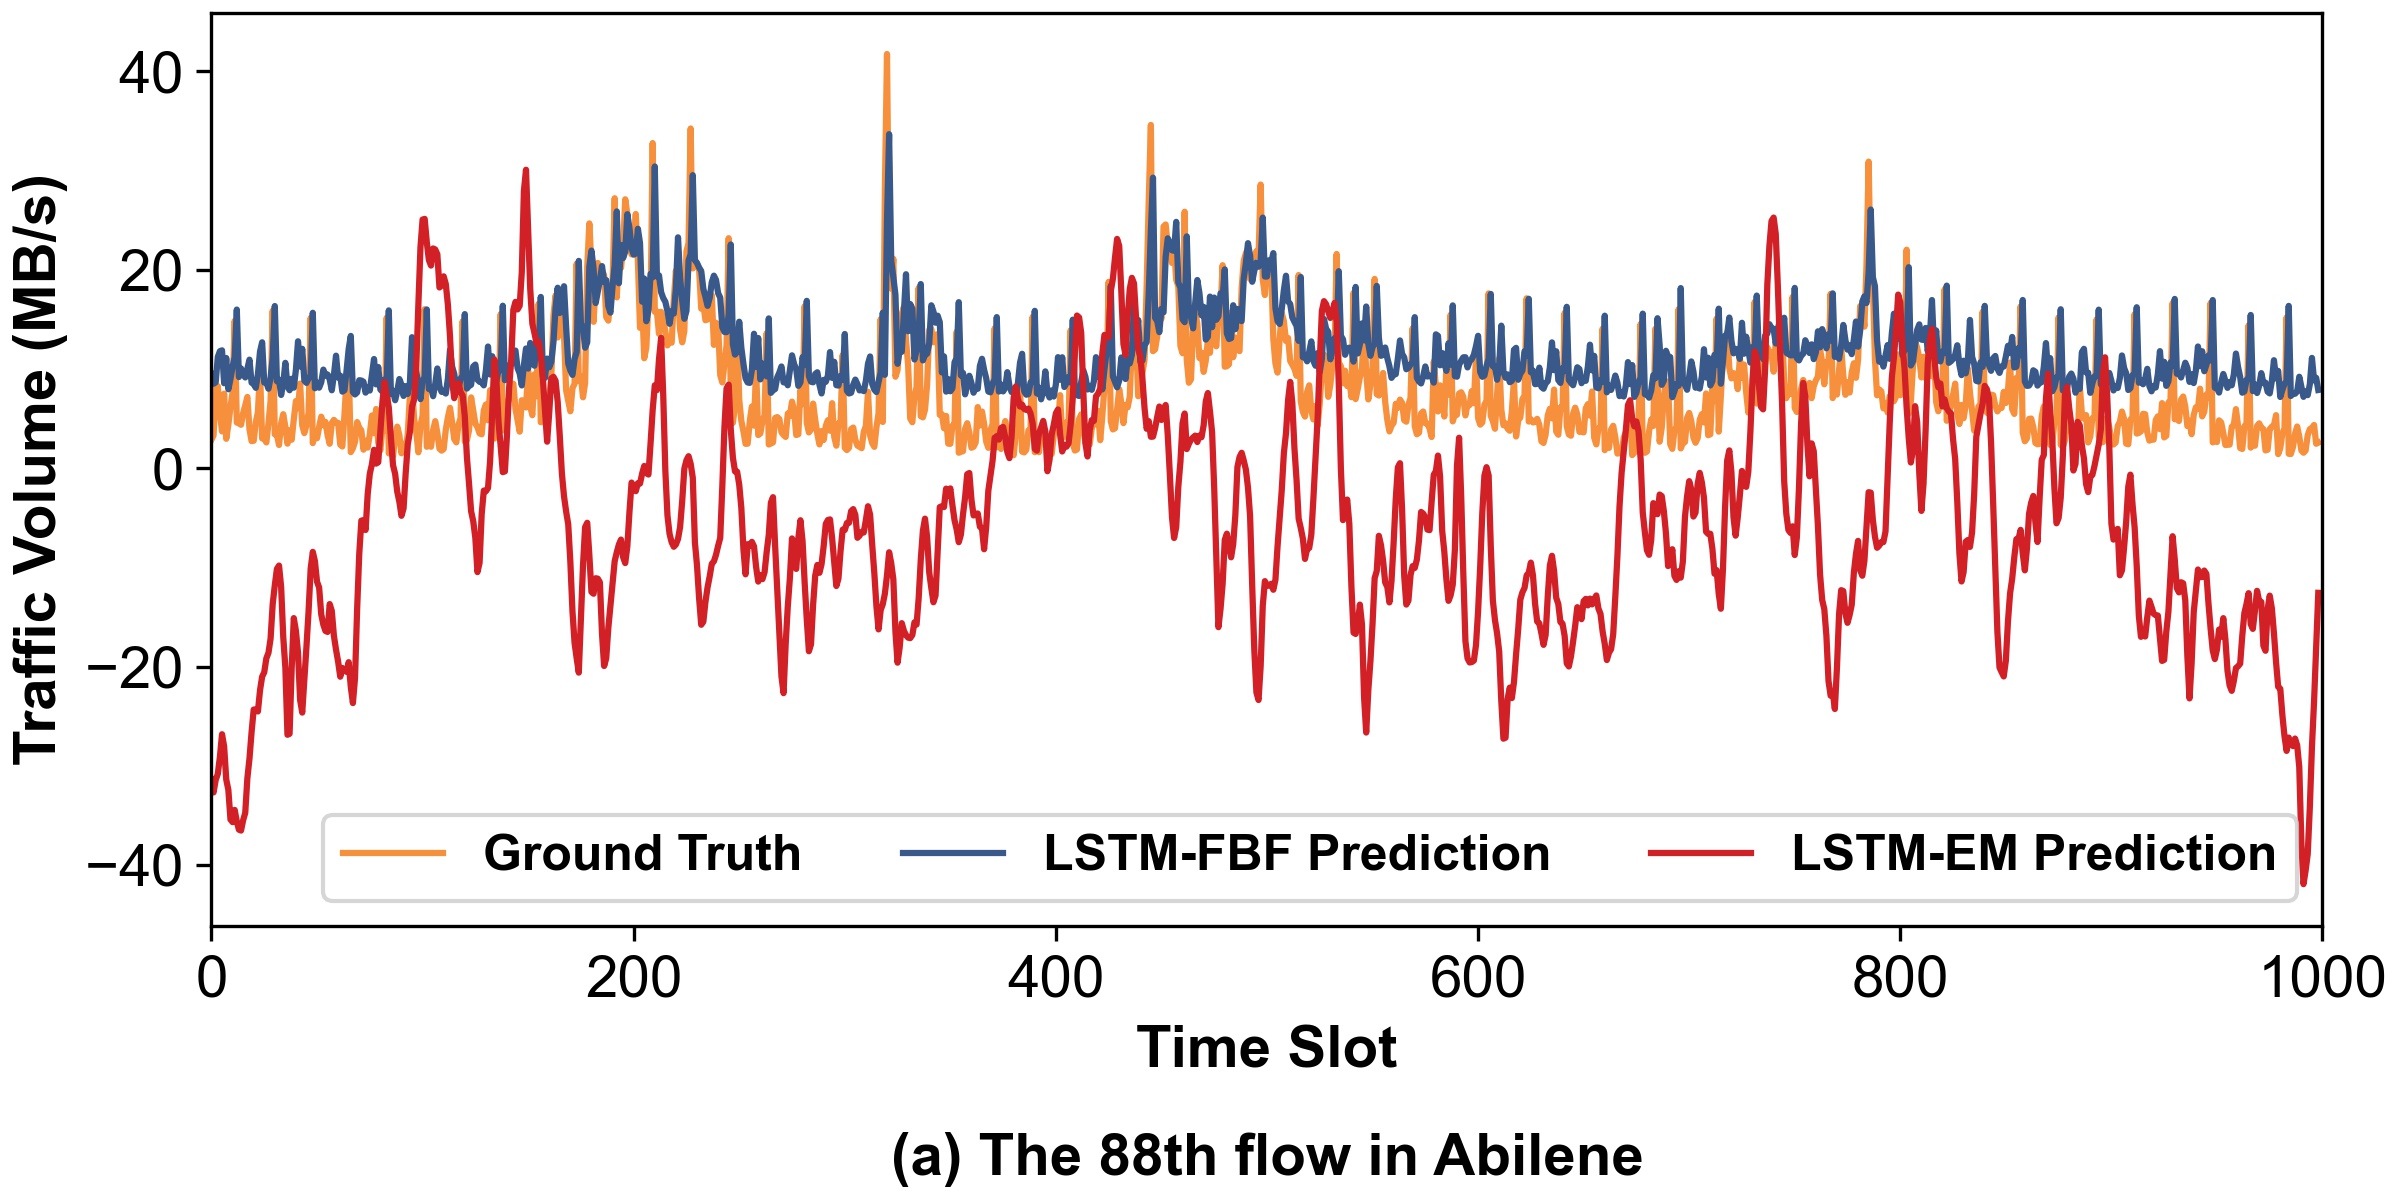 Traffic Volume (MB/s)
40
20
0
−20
−40
Ground Truth LSTM-FBF Prediction LSTM-EM Prediction
0 200 400 600 800 1000
Time Slot
(a) The 88th flow in Abilene